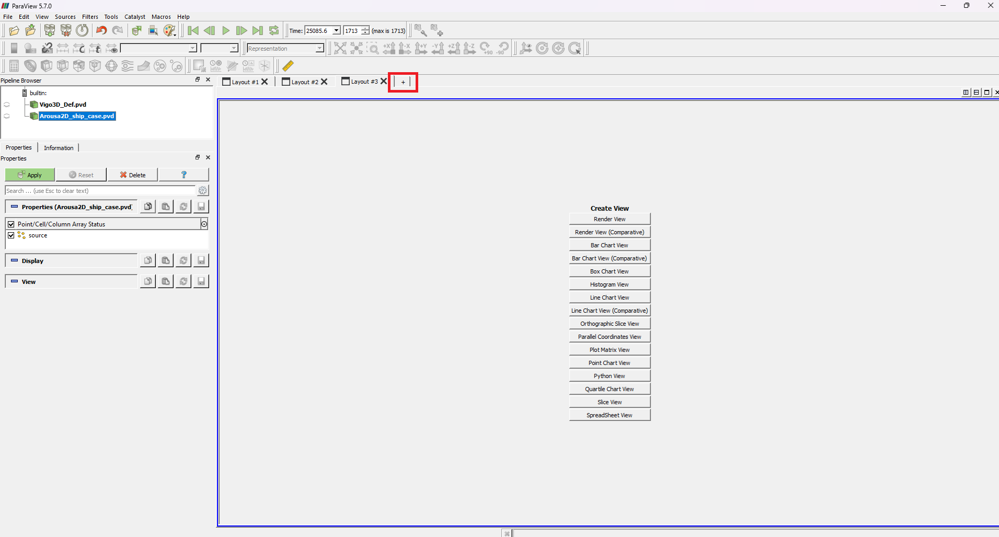 ParaView 5.7.0
File Edit View Sources Filters Tools Catalyst Macros Help
Time: 25085.6 1713 (max is 1713)
Representation
+X -X +Y -Y +Z -Z +90 -90
Pipeline Browser
Layout #1 Layout #2 Layout #3 +
builtin:
Vigo3D_Def.pvd
Arousa2D_ship_case.pvd
Properties Information
Properties
Apply Reset Delete ?
Search ... (use Esc to clear text)
Properties (Arousa2D_ship_case.pvd)
Point/Cell/Column Array Status
source
Display
View
Create View
Render View
Render View (Comparative)
Bar Chart View
Bar Chart View (Comparative)
Box Chart View
Histogram View
Line Chart View
Line Chart View (Comparative)
Orthographic Slice View
Parallel Coordinates View
Plot Matrix View
Point Chart View
Python View
Quartile Chart View
Slice View
SpreadSheet View